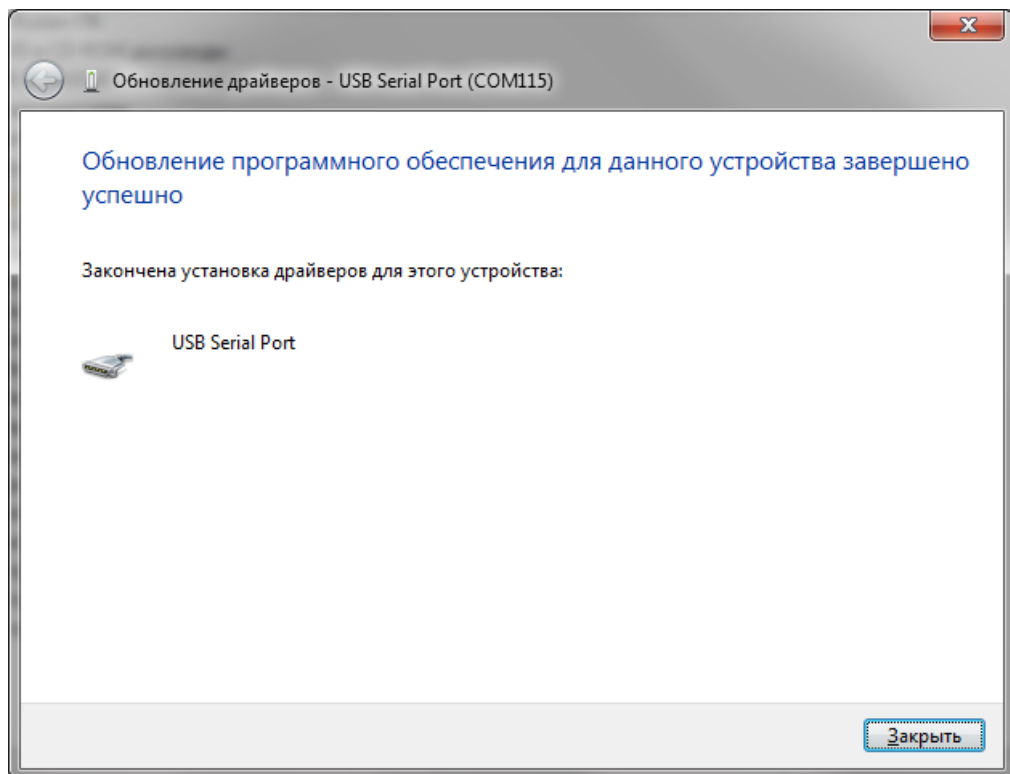 Обновление драйверов - USB Serial Port (COM115)
Обновление программного обеспечения для данного устройства завершено
успешно
Закончена установка драйверов для этого устройства:
USB Serial Port
Закрыть